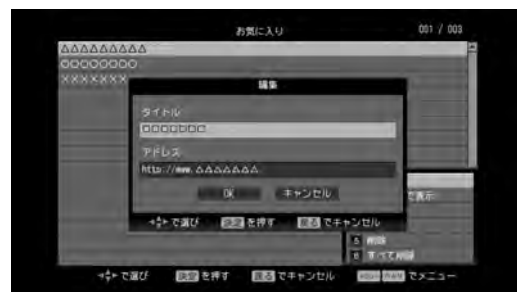 お気に入り 001 / 003
△△△△△△△△△
○○○○○○○○
×××××××
編集
タイトル
□□□□□□□
アドレス
http://www.△△△△△△△
OK キャンセル
で選び 決定 を押す 戻る でキャンセル
で表示
5 削除
6 すべて削除
で選び 決定 を押す 戻る でキャンセル でメニュー